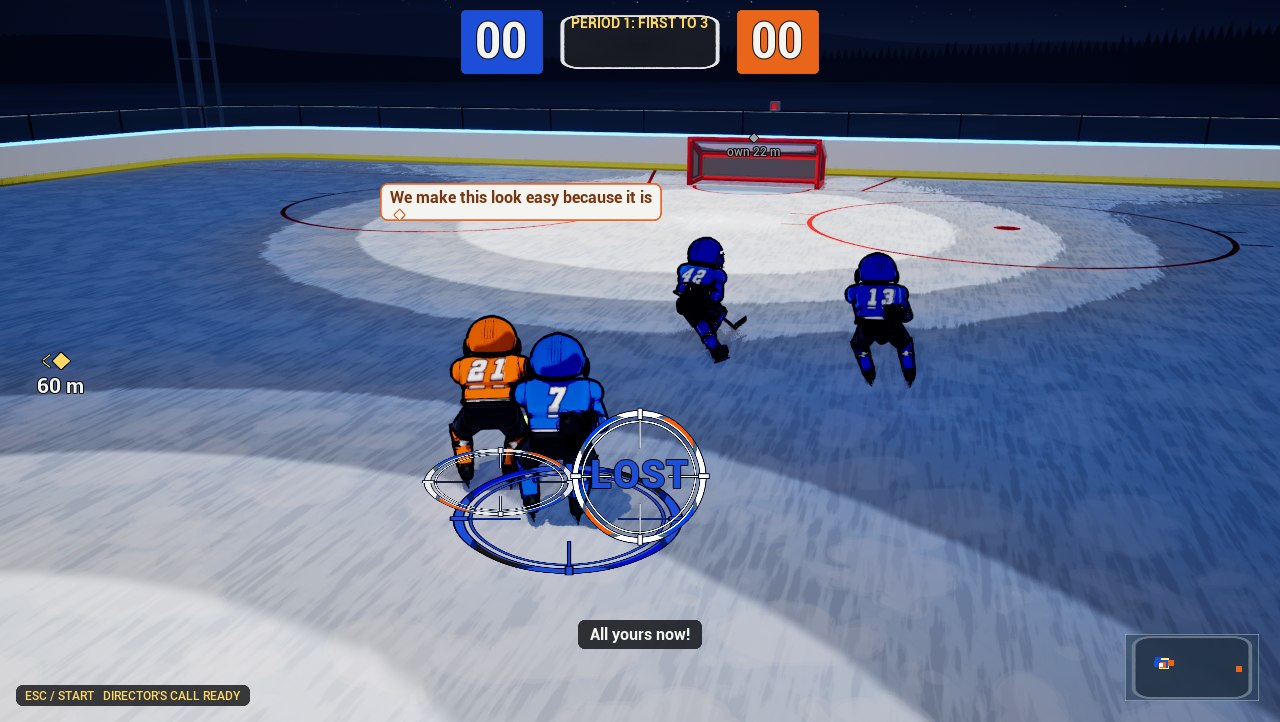 00
PERIOD 1: FIRST TO 3
00
own 22 m
We make this look easy because it is
42
13
21
7
60 m
LOST
All yours now!
ESC / START DIRECTOR'S CALL READY